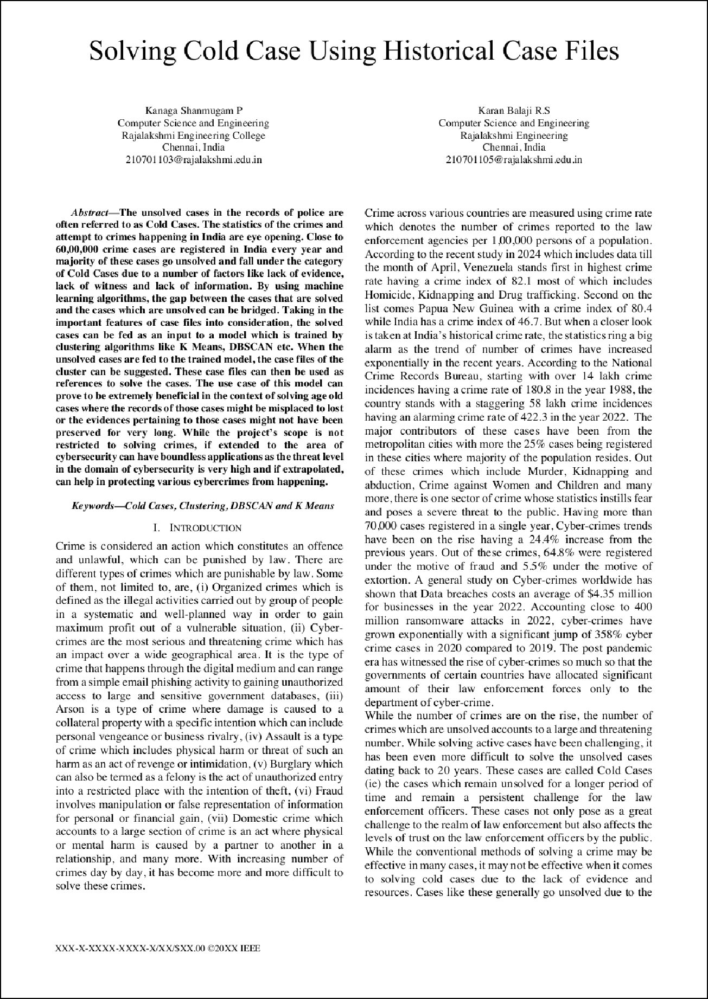 Solving Cold Case Using Historical Case Files
Kanaga Shanmugam P
Computer Science and Engineering
Rajalakshmi Engineering College
Chennai, India
210701103@rajalakshmi.edu.in
Karan Balaji R.S
Computer Science and Engineering
Rajalakshmi Engineering
Chennai, India
210701105@rajalakshmi.edu.in
Abstract—The unsolved cases in the records of police are
often referred to as Cold Cases. The statistics of the crimes and
attempt to crimes happening in India are eye opening. Close to
60,00,000 crime cases are registered in India every year and
majority of these cases go unsolved and fall under the category
of Cold Cases due to a number of factors like lack of evidence,
lack of witness and lack of information. By using machine
learning algorithms, the gap between the cases that are solved
and the cases which are unsolved can be bridged. Taking in the
important features of case files into consideration, the solved
cases can be fed as an input to a model which is trained by
clustering algorithms like K Means, DBSCAN etc. When the
unsolved cases are fed to the trained model, the case files of the
cluster can be suggested. These case files can then be used as
references to solve the cases. The use case of this model can
prove to be extremely beneficial in the context of solving age old
cases where the records of those cases might be misplaced to lost
or the evidences pertaining to those cases might not have been
preserved for very long. While the project's scope is not
restricted to solving crimes, if extended to the area of
cybersecurity can have boundless applications as the threat level
in the domain of cybersecurity is very high and if extrapolated,
can help in protecting various cybercrimes from happening.
Keywords—Cold Cases, Clustering, DBSCAN and K Means
I. INTRODUCTION
Crime is considered an action which constitutes an offence
and unlawful, which can be punished by law. There are
different types of crimes which are punishable by law. Some
of them, not limited to, are, (i) Organized crimes which is
defined as the illegal activities carried out by group of people
in a systematic and well-planned way in order to gain
maximum profit out of a vulnerable situation, (ii) Cyber-
crimes are the most serious and threatening crime which has
an impact over a wide geographical area. It is the type of
crime that happens through the digital medium and can range
from a simple email phishing activity to gaining unauthorized
access to large and sensitive government databases, (iii)
Arson is a type of crime where damage is caused to a
collateral property with a specific intention which can include
personal vengeance or business rivalry, (iv) Assault is a type
of crime which includes physical harm or threat of such an
harm as an act of revenge or intimidation, (v) Burglary which
can also be termed as a felony is the act of unauthorized entry
into a restricted place with the intention of theft, (vi) Fraud
involves manipulation or false representation of information
for personal or financial gain, (vii) Domestic crime which
accounts to a large section of crime is an act where physical
or mental harm is caused by a partner to another in a
relationship, and many more. With increasing number of
crimes day by day, it has become more and more difficult to
solve these crimes.
Crime across various countries are measured using crime rate
which denotes the number of crimes reported to the law
enforcement agencies per 1,00,000 persons of a population.
According to the recent study in 2024 which includes data till
the month of April, Venezuela stands first in highest crime
rate having a crime index of 82.1 most of which includes
Homicide, Kidnapping and Drug trafficking. Second on the
list comes Papua New Guinea with a crime index of 80.4
while India has a crime index of 46.7. But when a closer look
is taken at India's historical crime rate, the statistics ring a big
alarm as the trend of number of crimes have increased
exponentially in the recent years. According to the National
Crime Records Bureau, starting with over 14 lakh crime
incidences having a crime rate of 180.8 in the year 1988, the
country stands with a staggering 58 lakh crime incidences
having an alarming crime rate of 422.3 in the year 2022. The
major contributors of these cases have been from the
metropolitan cities with more the 25% cases being registered
in these cities where majority of the population resides. Out
of these crimes which include Murder, Kidnapping and
abduction, Crime against Women and Children and many
more, there is one sector of crime whose statistics instills fear
and poses a severe threat to the public. Having more than
70,000 cases registered in a single year, Cyber-crimes trends
have been on the rise having a 24.4% increase from the
previous years. Out of these crimes, 64.8% were registered
under the motive of fraud and 5.5% under the motive of
extortion. A general study on Cyber-crimes worldwide has
shown that Data breaches costs an average of $4.35 million
for businesses in the year 2022. Accounting close to 400
million ransomware attacks in 2022, cyber-crimes have
grown exponentially with a significant jump of 358% cyber
crime cases in 2020 compared to 2019. The post pandemic
era has witnessed the rise of cyber-crimes so much so that the
governments of certain countries have allocated significant
amount of their law enforcement forces only to the
department of cyber-crime.
While the number of crimes are on the rise, the number of
crimes which are unsolved accounts to a large and threatening
number. While solving active cases have been challenging, it
has been even more difficult to solve the unsolved cases
dating back to 20 years. These cases are called Cold Cases
(ie) the cases which remain unsolved for a longer period of
time and remain a persistent challenge for the law
enforcement officers. These cases not only pose as a great
challenge to the realm of law enforcement but also affects the
levels of trust on the law enforcement officers by the public.
While the conventional methods of solving a crime may be
effective in many cases, it may not be effective when it comes
to solving cold cases due to the lack of evidence and
resources. Cases like these generally go unsolved due to the
XXX-X-XXXX-XXXX-X/XX/$XX.00 ©20XX IEEE